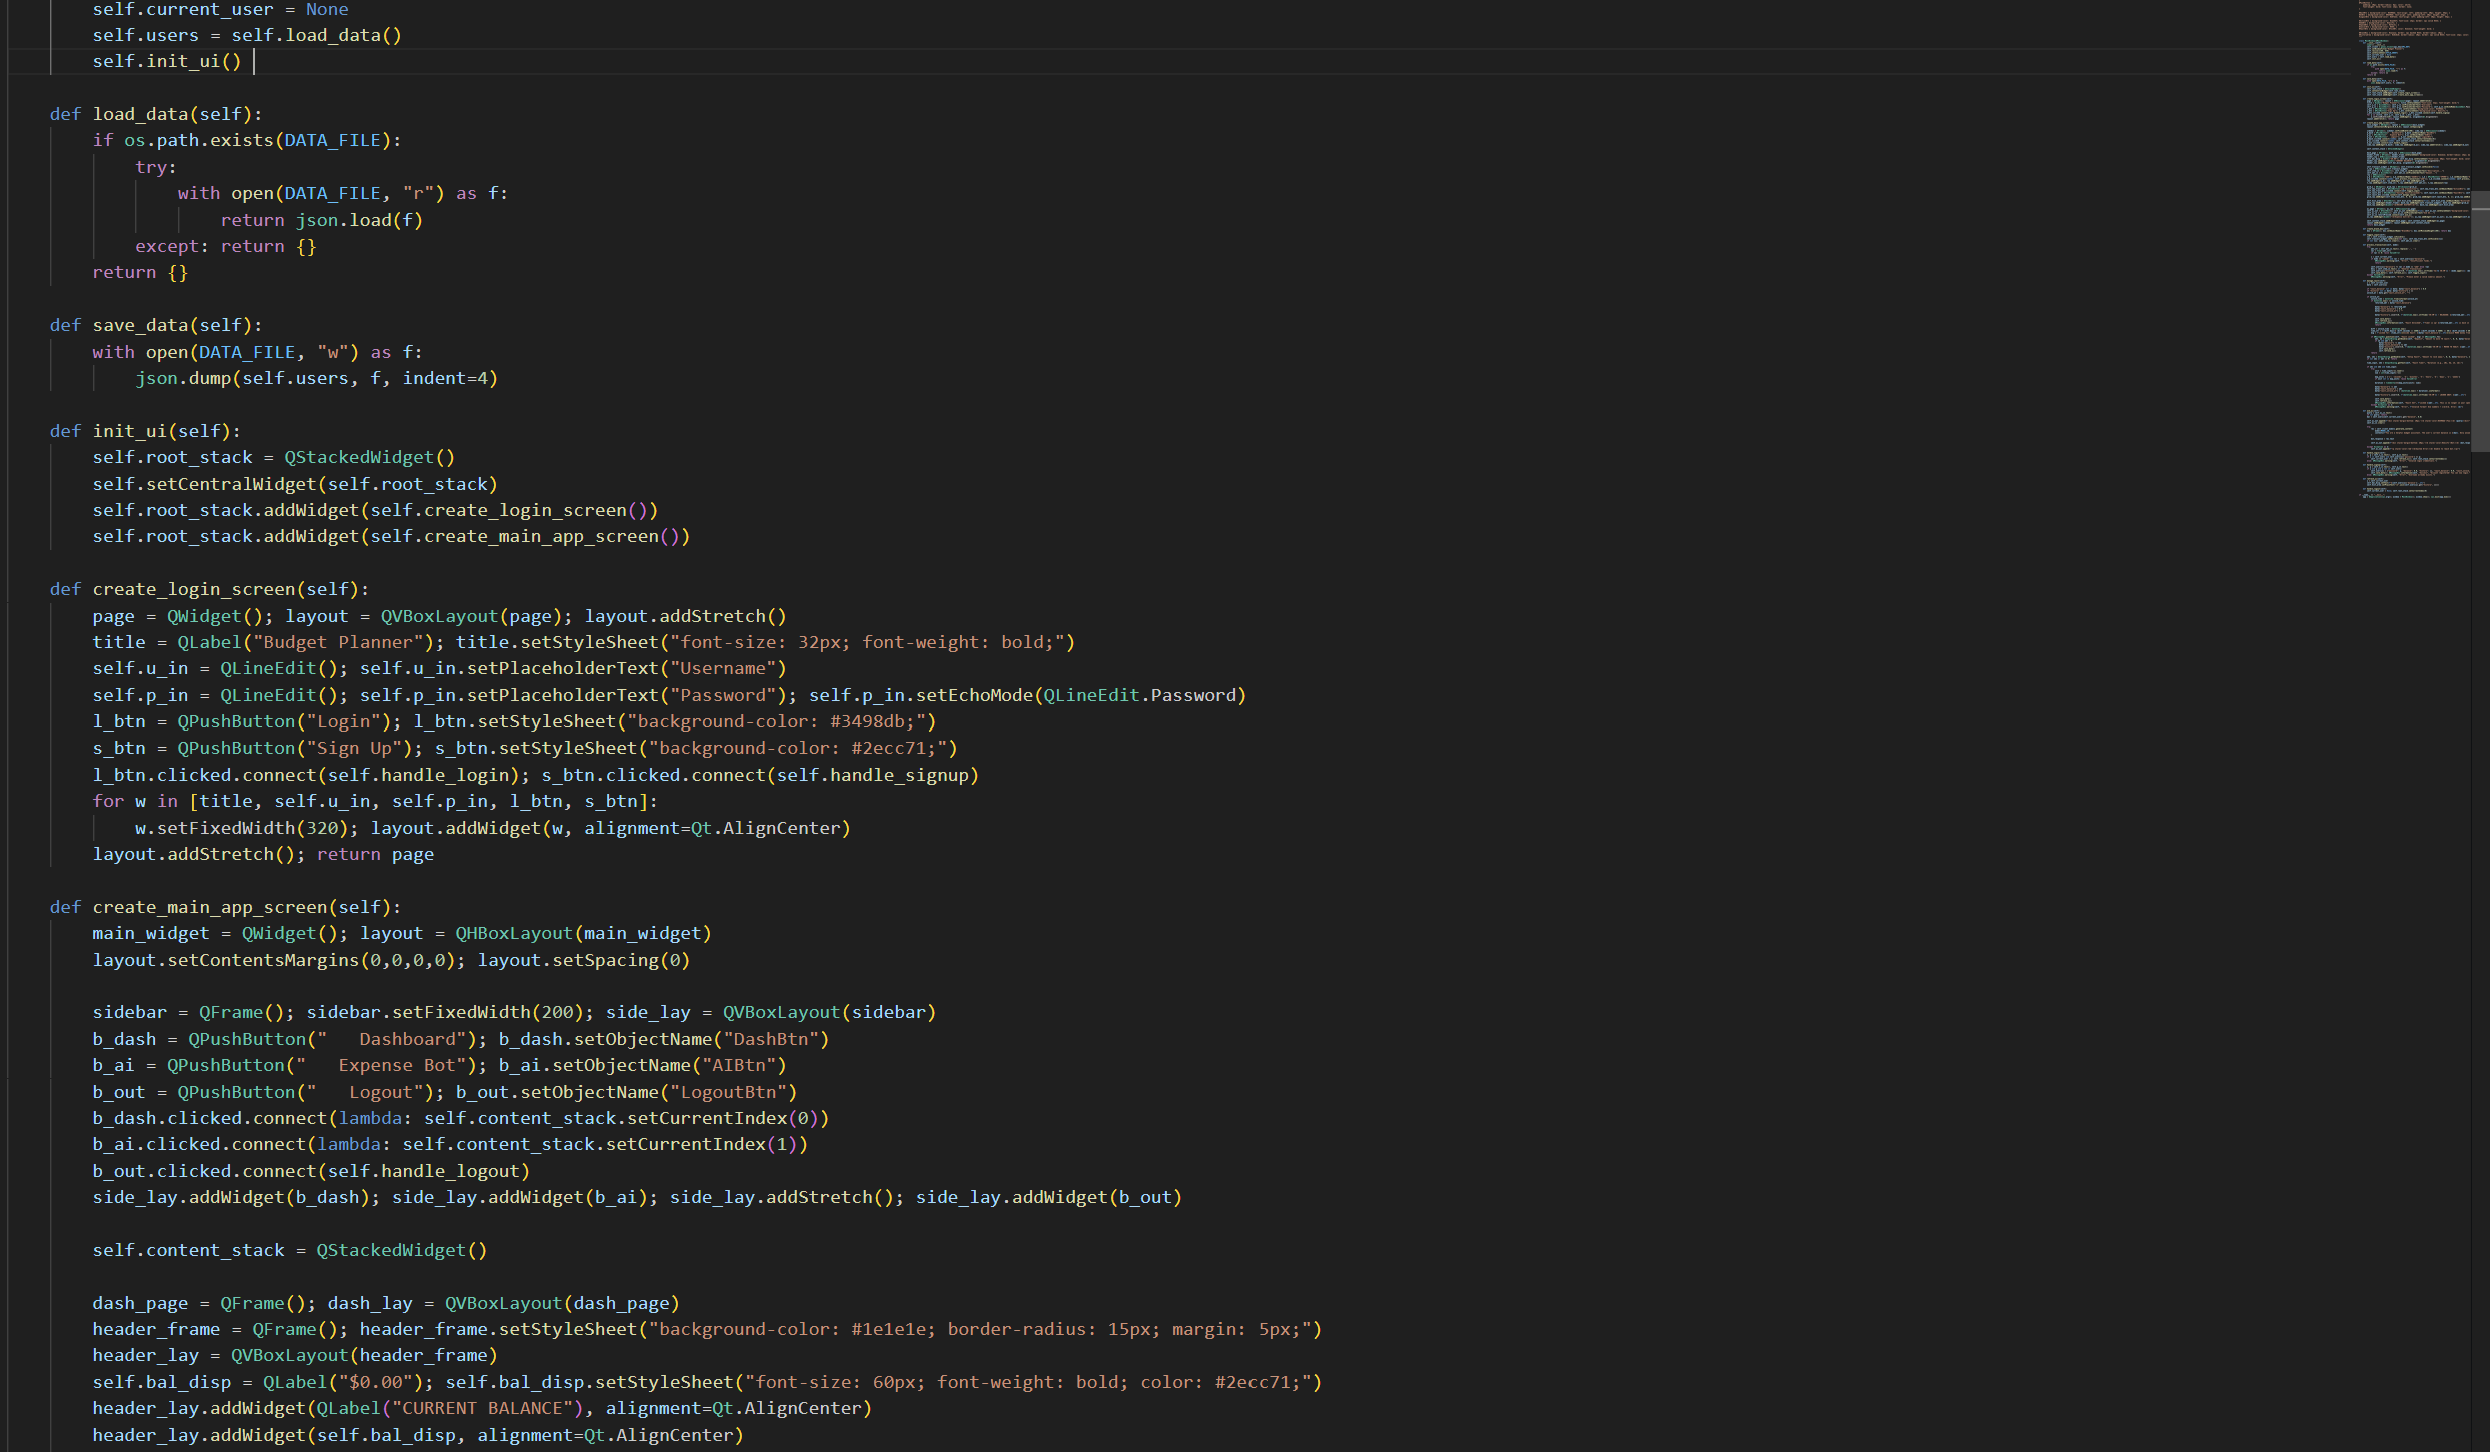 self.current_user = None
self.users = self.load_data()
self.init_ui()
def load_data(self):
if os.path.exists(DATA_FILE):
try:
with open(DATA_FILE, "r") as f:
return json.load(f)
except: return {}
return {}
def save_data(self):
with open(DATA_FILE, "w") as f:
json.dump(self.users, f, indent=4)
def init_ui(self):
self.root_stack = QStackedWidget()
self.setCentralWidget(self.root_stack)
self.root_stack.addWidget(self.create_login_screen())
self.root_stack.addWidget(self.create_main_app_screen())
def create_login_screen(self):
page = QWidget(); layout = QVBoxLayout(page); layout.addStretch()
title = QLabel("Budget Planner"); title.setStyleSheet("font-size: 32px; font-weight: bold;")
self.u_in = QLineEdit(); self.u_in.setPlaceholderText("Username")
self.p_in = QLineEdit(); self.p_in.setPlaceholderText("Password"); self.p_in.setEchoMode(QLineEdit.Password)
l_btn = QPushButton("Login"); l_btn.setStyleSheet("background-color: #3498db;")
s_btn = QPushButton("Sign Up"); s_btn.setStyleSheet("background-color: #2ecc71;")
l_btn.clicked.connect(self.handle_login); s_btn.clicked.connect(self.handle_signup)
for w in [title, self.u_in, self.p_in, l_btn, s_btn]:
w.setFixedWidth(320); layout.addWidget(w, alignment=Qt.AlignCenter)
layout.addStretch(); return page
def create_main_app_screen(self):
main_widget = QWidget(); layout = QHBoxLayout(main_widget)
layout.setContentsMargins(0,0,0,0); layout.setSpacing(0)
sidebar = QFrame(); sidebar.setFixedWidth(200); side_lay = QVBoxLayout(sidebar)
b_dash = QPushButton("   Dashboard"); b_dash.setObjectName("DashBtn")
b_ai = QPushButton("   Expense Bot"); b_ai.setObjectName("AIBtn")
b_out = QPushButton("   Logout"); b_out.setObjectName("LogoutBtn")
b_dash.clicked.connect(lambda: self.content_stack.setCurrentIndex(0))
b_ai.clicked.connect(lambda: self.content_stack.setCurrentIndex(1))
b_out.clicked.connect(self.handle_logout)
side_lay.addWidget(b_dash); side_lay.addWidget(b_ai); side_lay.addStretch(); side_lay.addWidget(b_out)
self.content_stack = QStackedWidget()
dash_page = QFrame(); dash_lay = QVBoxLayout(dash_page)
header_frame = QFrame(); header_frame.setStyleSheet("background-color: #1e1e1e; border-radius: 15px; margin: 5px;")
header_lay = QVBoxLayout(header_frame)
self.bal_disp = QLabel("$0.00"); self.bal_disp.setStyleSheet("font-size: 60px; font-weight: bold; color: #2ecc71;")
header_lay.addWidget(QLabel("CURRENT BALANCE"), alignment=Qt.AlignCenter)
header_lay.addWidget(self.bal_disp, alignment=Qt.AlignCenter)